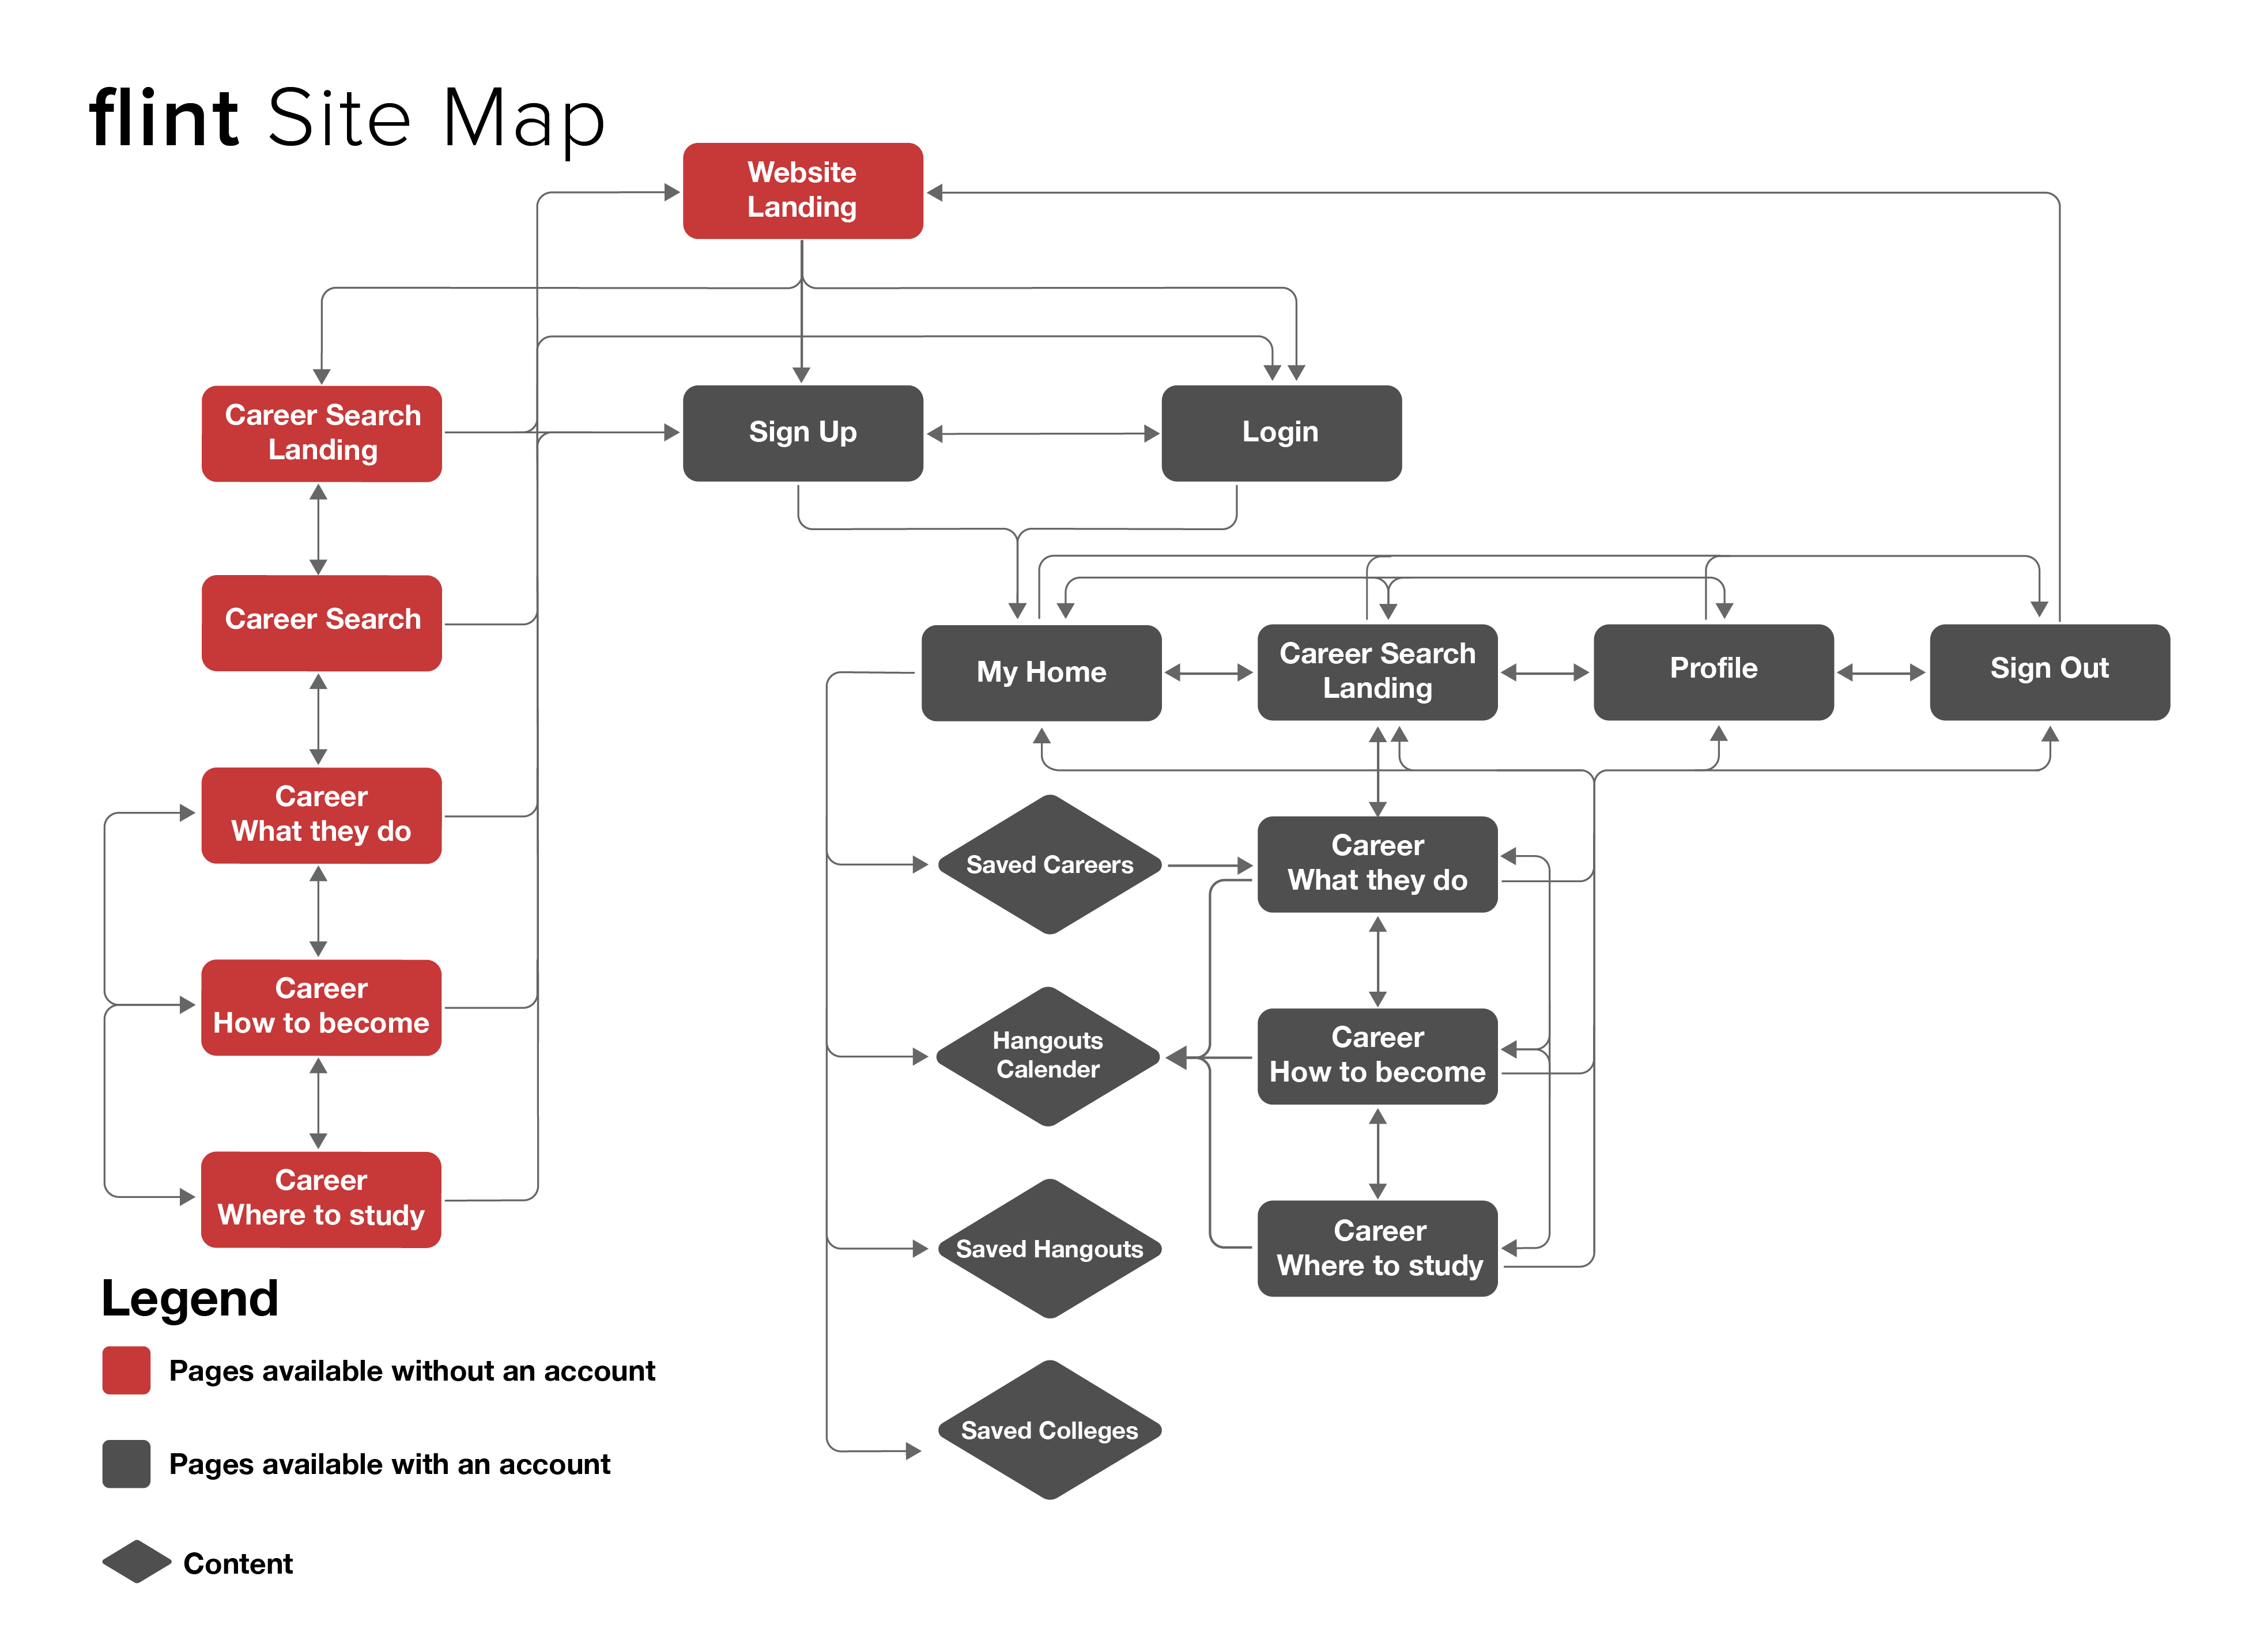 flint Site Map
Website
Landing
Career Search
Landing
Sign Up
Login
Career Search
My Home
Career Search
Landing
Profile
Sign Out
Career
What they do
Saved Careers
Career
What they do
Career
How to become
Hangouts
Calender
Career
How to become
Career
Where to study
Saved Hangouts
Career
Where to study
Saved Colleges
Legend
Pages available without an account
Pages available with an account
Content